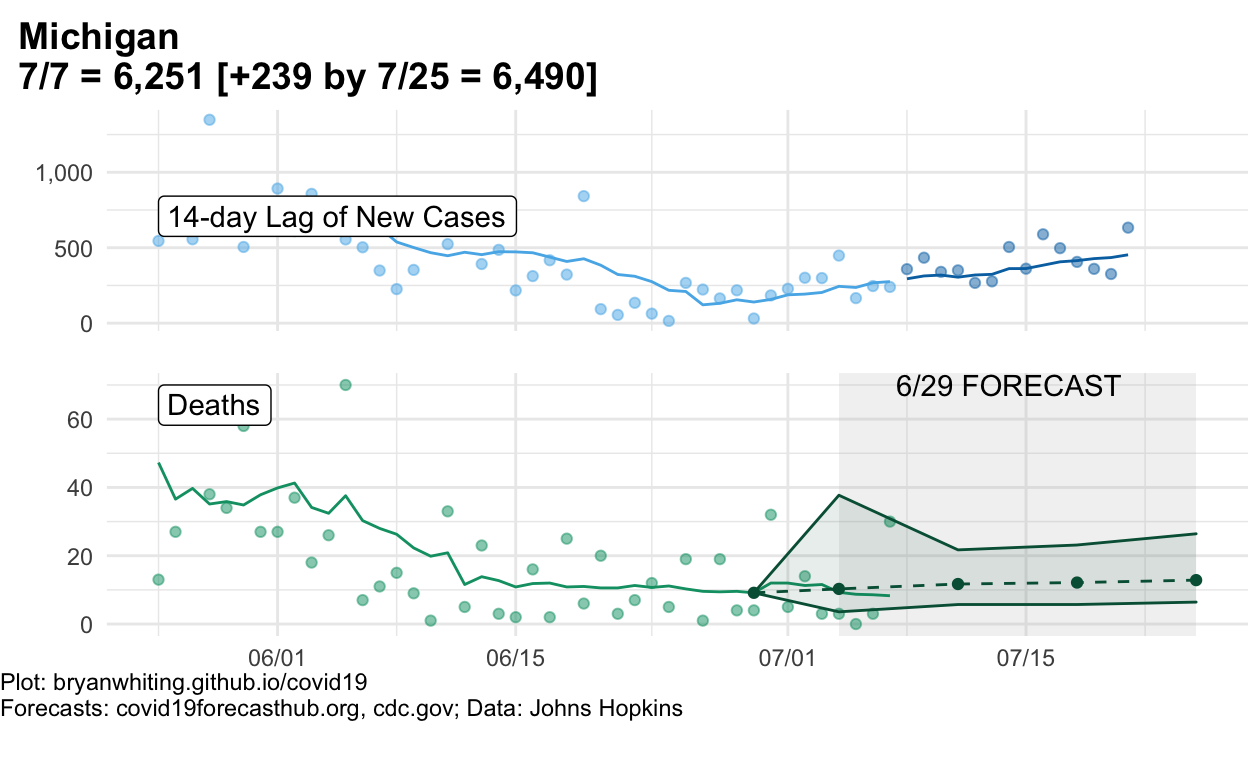 Michigan
7/7 = 6,251 [+239 by 7/25 = 6,490]
1,000
14-day Lag of New Cases
500
0
6/29 FORECAST
Deaths
60
40
20
0
06/01 06/15 07/01 07/15
Plot: bryanwhiting.github.io/covid19
Forecasts: covid19forecasthub.org, cdc.gov; Data: Johns Hopkins